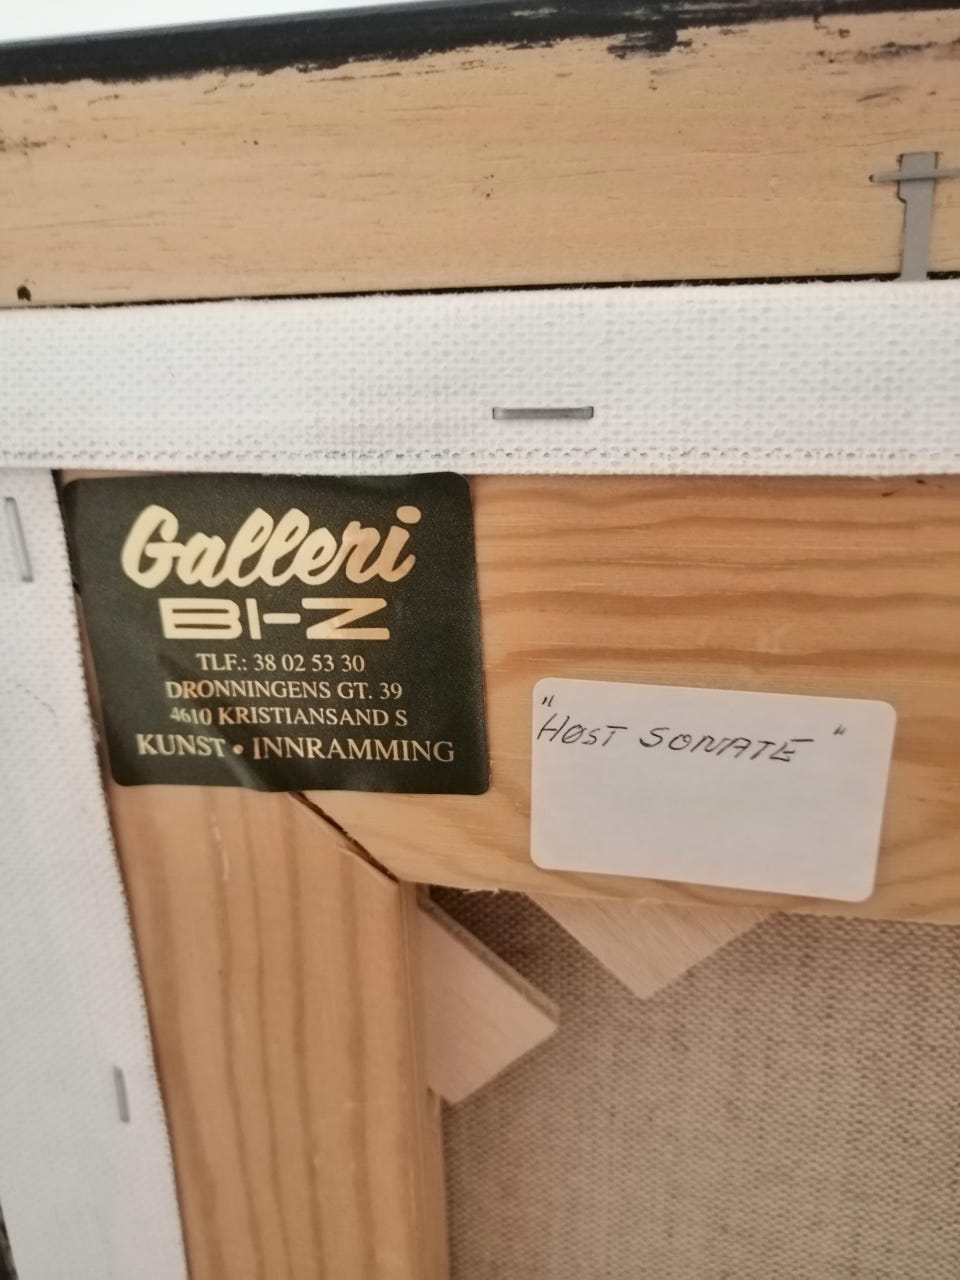 Galleri
BI-Z
TLF.: 38 02 53 30
DRONNINGENS GT. 39
4610 KRISTIANSAND S
KUNST • INNRAMMING
"HØST SONATE"